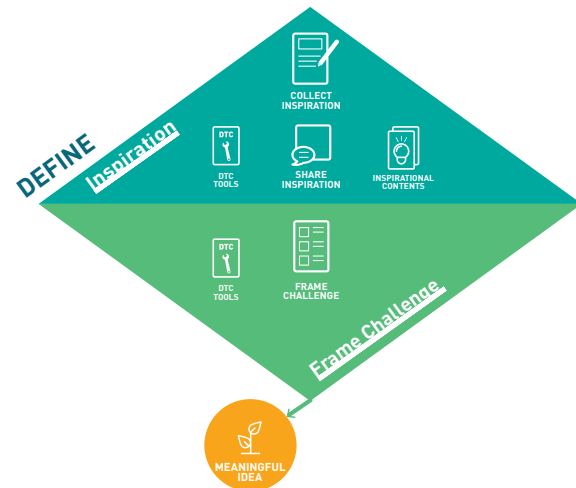 COLLECT
INSPIRATION
DEFINE
Inspiration
DTC
DTC
TOOLS
SHARE
INSPIRATION
INSPIRATIONAL
CONTENTS
DTC
DTC
TOOLS
FRAME
CHALLENGE
Frame Challenge
MEANINGFUL
IDEA